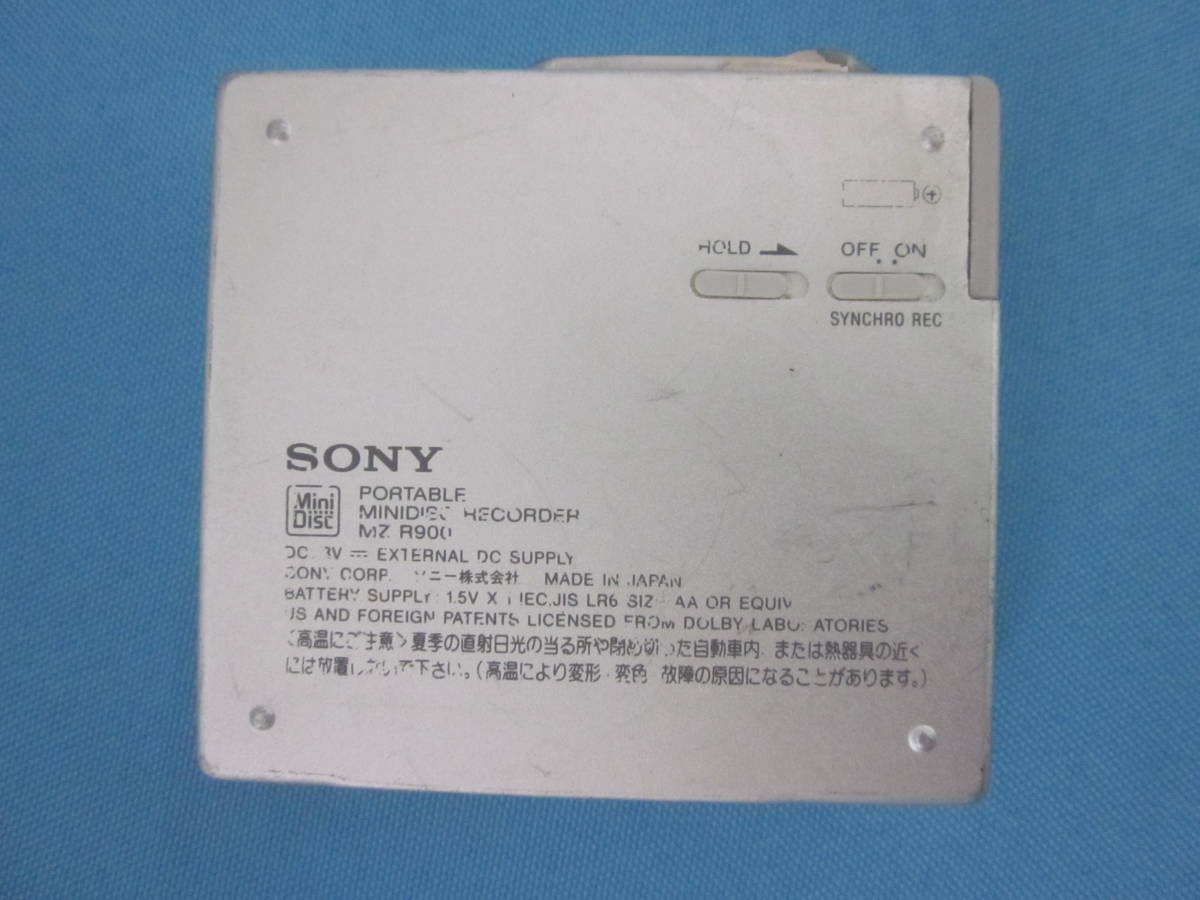 HOLD
OFF ON
SYNCHRO REC
SONY
Mini Disc
PORTABLE
MINIDISC RECORDER
MZ R900
DC 3V EXTERNAL DC SUPPLY
SONY CORP. ソニー株式会社 MADE IN JAPAN
BATTERY SUPPLY : 1.5V X 1 IEC,JIS LR6 SIZE AA OR EQUIV
US AND FOREIGN PATENTS LICENSED FROM DOLBY LABORATORIES
〈高温にご注意〉夏季の直射日光の当る所や閉め切った自動車内、または熱器具の近く
には放置しないで下さい。(高温により変形・変色・故障の原因になることがあります。)